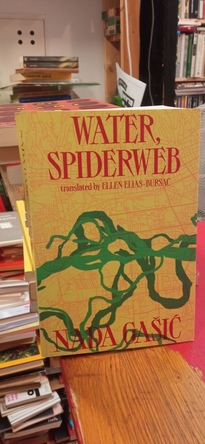 WATER,
SPIDERWEB
translated by ELLEN ELIAS-BURSAĆ
NADA GAŠIĆ